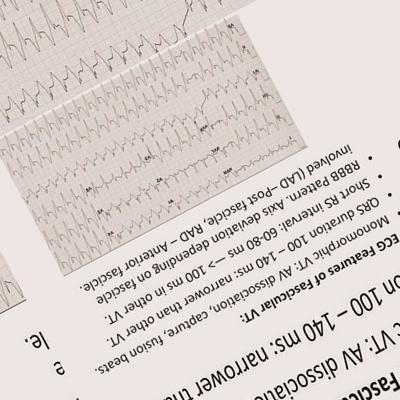 ECG Features of Fascicular VT:
Monomorphic VT: AV dissociation, capture, fusion beats.
QRS duration 100 – 140 ms: narrower than other VT.
Short RS interval: 60-80 ms –> 100 ms in other VT.
RBBB Pattern. Axis deviation depending on fascicle
involved (LAD –Post– fascicle, RAD – Anterior fascicle.
Fasc
VT: AV dissociatio
on 100 – 140 ms: narrower th
e
le.